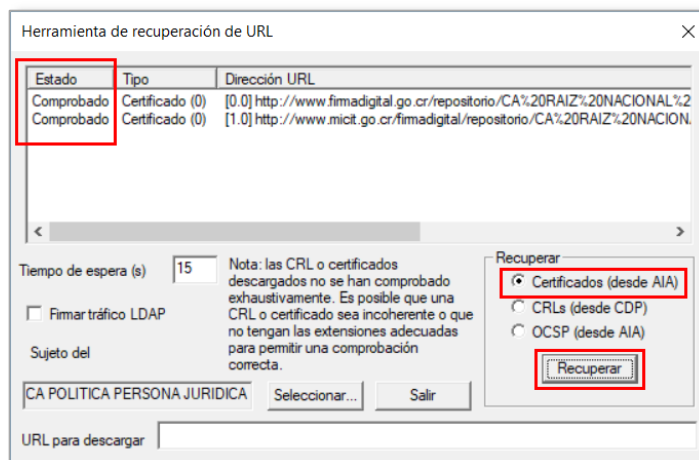 Herramienta de recuperación de URL
Estado Tipo Dirección URL
Comprobado Certificado (0) [0.0] http://www.firmadigital.go.cr/repositorio/CA%20RAIZ%20NACIONAL%2
Comprobado Certificado (0) [1.0] http://www.micit.go.cr/firmadigital/repositorio/CA%20RAIZ%20NACION
Tiempo de espera (s) 15
Firmar tráfico LDAP
Nota: las CRL o certificados
descargados no se han comprobado
exhaustivamente. Es posible que una
CRL o certificado sea incoherente o que
no tengan las extensiones adecuadas
para permitir una comprobación
correcta.
Recuperar
Certificados (desde AIA)
CRLs (desde CDP)
OCSP (desde AIA)
Recuperar
Sujeto del
CA POLITICA PERSONA JURIDICA Seleccionar... Salir
URL para descargar